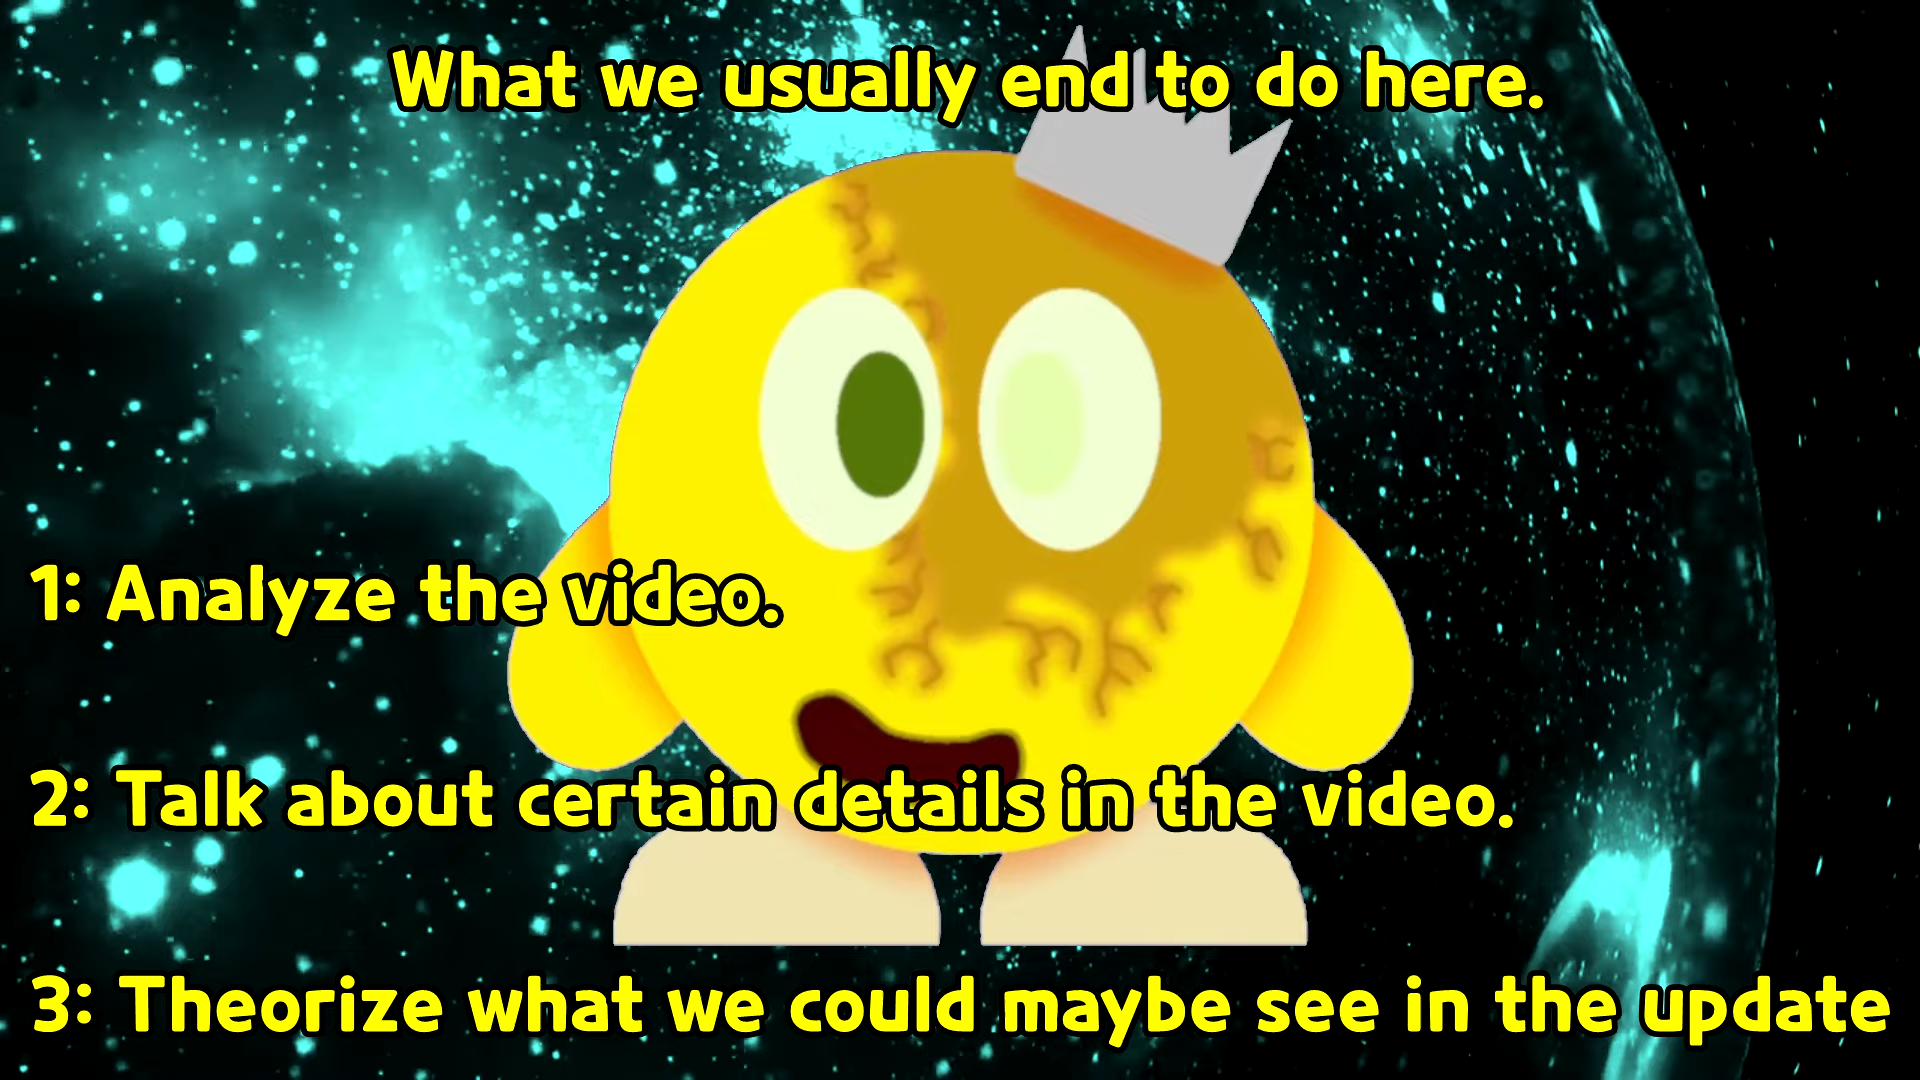 What we usually end to do here.
1: Analyze the video.
2: Talk about certain details in the video.
3: Theorize what we could maybe see in the update